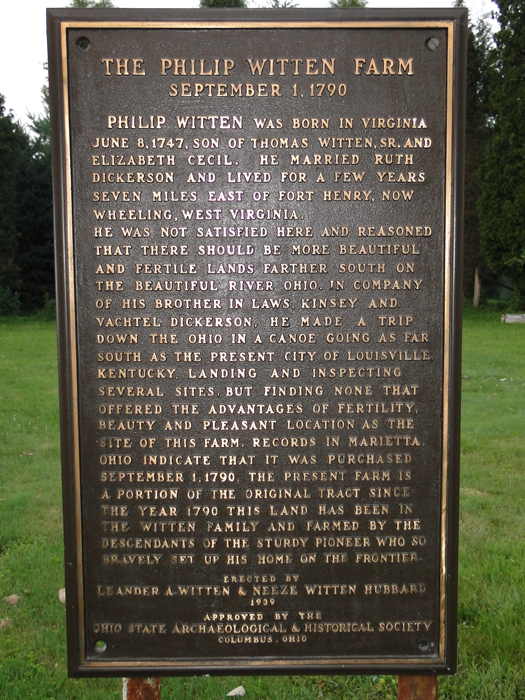 THE PHILIP WITTEN FARM
SEPTEMBER 1, 1790
PHILIP WITTEN WAS BORN IN VIRGINIA
JUNE 8, 1747, SON OF THOMAS WITTEN, SR. AND
ELIZABETH CECIL. HE MARRIED RUTH
DICKERSON AND LIVED FOR A FEW YEARS
SEVEN MILES EAST OF FORT HENRY, NOW
WHEELING, WEST VIRGINIA.
HE WAS NOT SATISFIED HERE AND REASONED
THAT THERE SHOULD BE MORE BEAUTIFUL
AND FERTILE LANDS FARTHER SOUTH ON
THE BEAUTIFUL RIVER OHIO. IN COMPANY
OF HIS BROTHER IN LAWS, KINSEY AND
VACHTEL DICKERSON, HE MADE A TRIP
DOWN THE OHIO IN A CANOE GOING AS FAR
SOUTH AS THE PRESENT CITY OF LOUISVILLE
KENTUCKY, LANDING AND INSPECTING
SEVERAL SITES, BUT FINDING NONE THAT
OFFERED THE ADVANTAGES OF FERTILITY,
BEAUTY AND PLEASANT LOCATION AS THE
SITE OF THIS FARM. RECORDS IN MARIETTA,
OHIO INDICATE THAT IT WAS PURCHASED
SEPTEMBER 1, 1790, THE PRESENT FARM IS
A PORTION OF THE ORIGINAL TRACT SINCE
THE YEAR 1790 THIS LAND HAS BEEN IN
THE WITTEN FAMILY AND FARMED BY THE
DESCENDANTS OF THE STURDY PIONEER WHO SO
BRAVELY SET UP HIS HOME ON THE FRONTIER.
ERECTED BY
LEANDER A. WITTEN & NEEZE WITTEN HUBBARD
1939
APPROVED BY THE
OHIO STATE ARCHAEOLOGICAL & HISTORICAL SOCIETY
COLUMBUS, OHIO